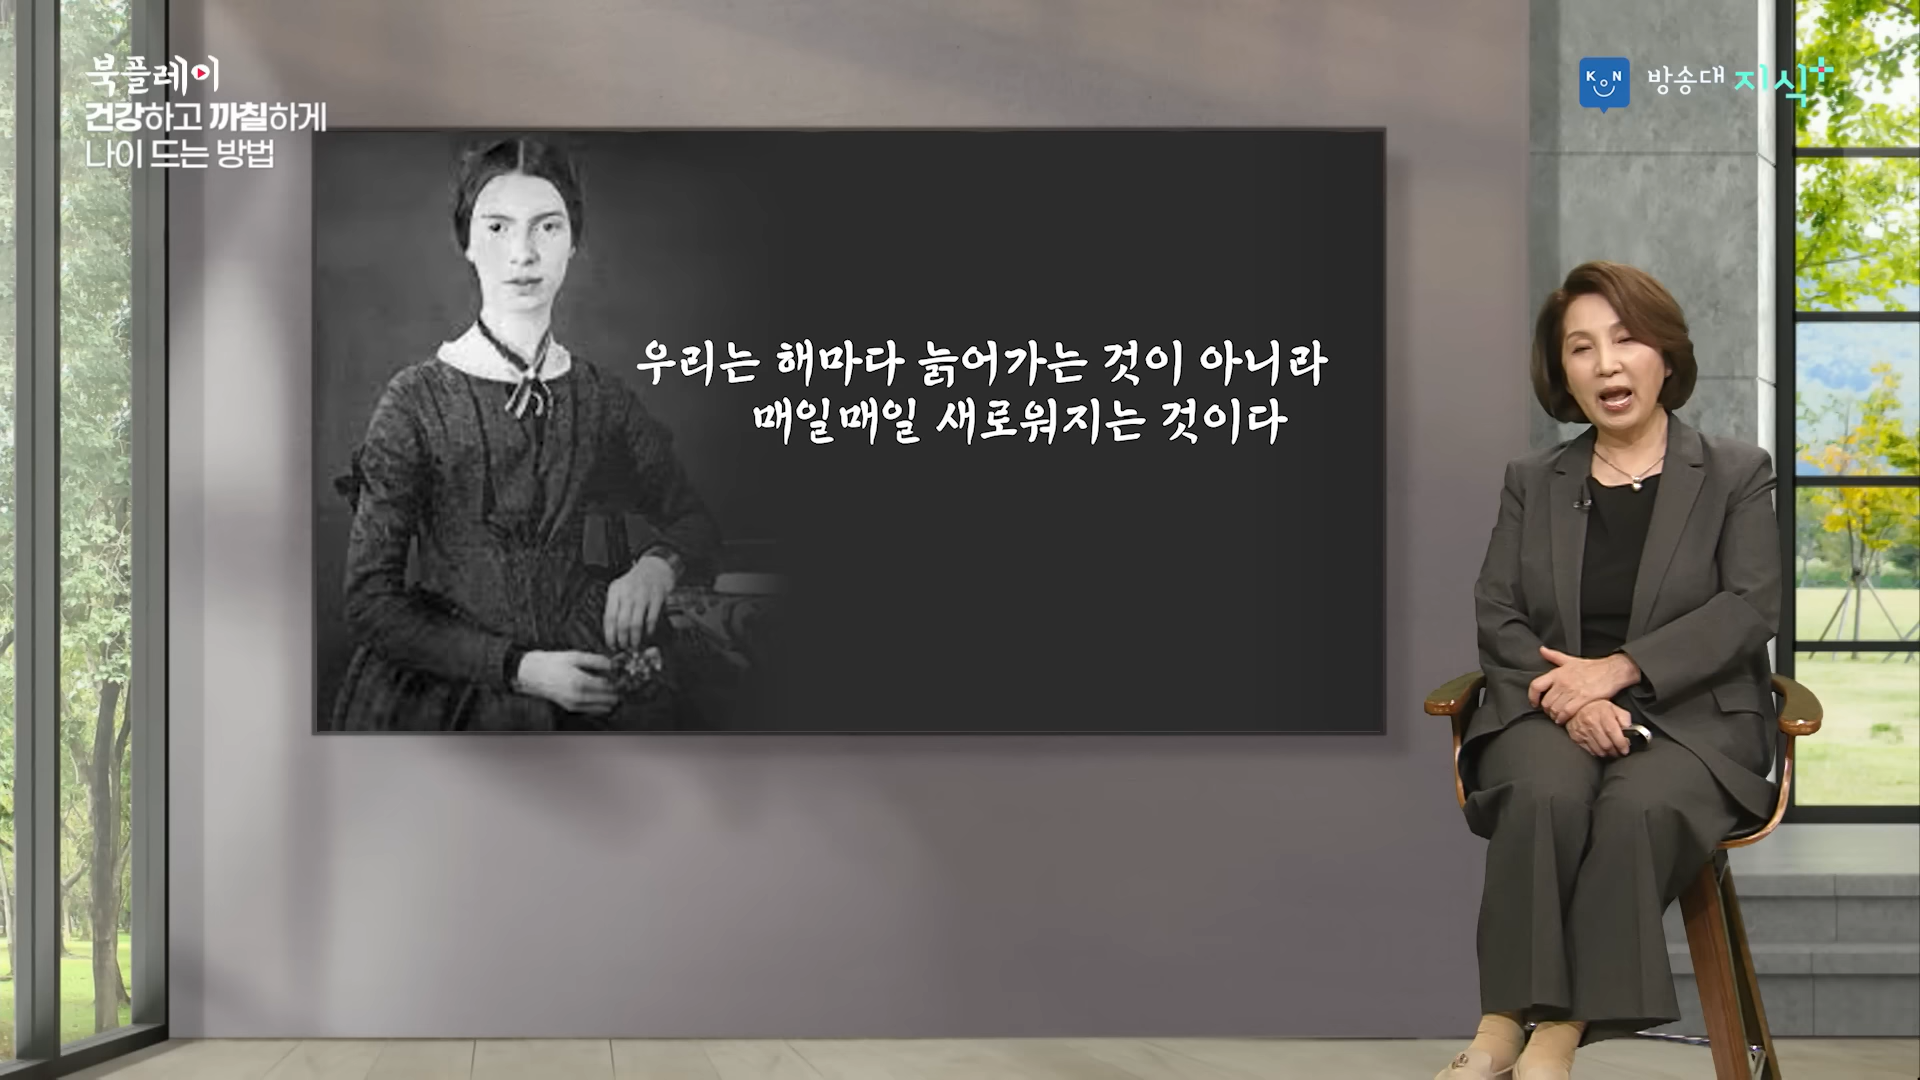 북플레이
건강하고 까칠하게
나이 드는 방법
KON
방송대 지식+
우리는 해마다 늙어가는 것이 아니라
매일매일 새로워지는 것이다